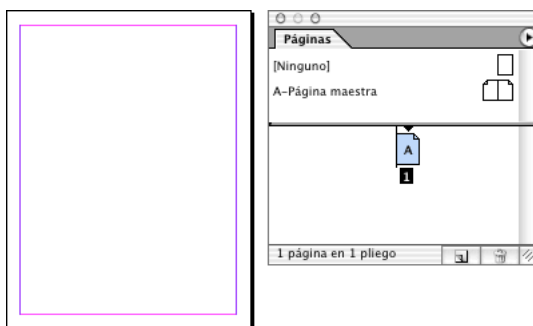 Páginas
[Ninguno]
A-Página maestra
A
1
1 página en 1 pliego